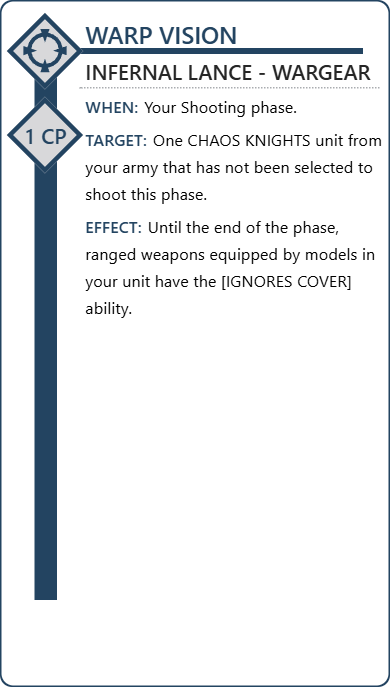 WARP VISION
INFERNAL LANCE - WARGEAR
1 CP
WHEN: Your Shooting phase.
TARGET: One CHAOS KNIGHTS unit from
your army that has not been selected to
shoot this phase.
EFFECT: Until the end of the phase,
ranged weapons equipped by models in
your unit have the [IGNORES COVER]
ability.